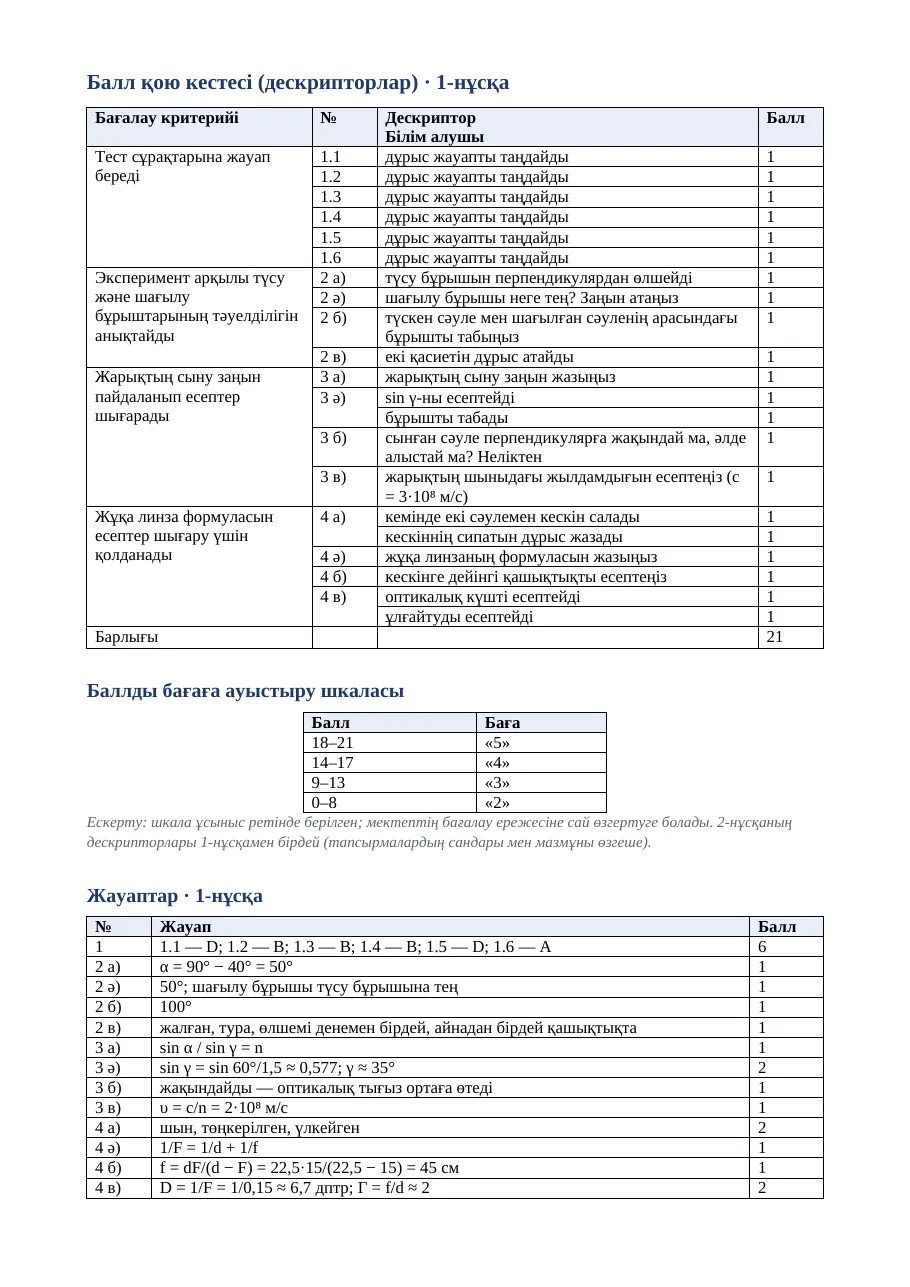 Балл қою кестесі (дескрипторлар) · 1-нұсқа
Бағалау критерийі № Дескриптор Балл
Білім алушы
Тест сұрақтарына жауап 1.1 дұрыс жауапты таңдайды 1
береді 1.2 дұрыс жауапты таңдайды 1
1.3 дұрыс жауапты таңдайды 1
1.4 дұрыс жауапты таңдайды 1
1.5 дұрыс жауапты таңдайды 1
1.6 дұрыс жауапты таңдайды 1
Эксперимент арқылы түсу 2 а) түсу бұрышын перпендикулярдан өлшейді 1
және шағылу 2 ә) шағылу бұрышы неге тең? Заңын атаңыз 1
бұрыштарының тәуелділігін 2 б) түскен сәуле мен шағылған сәуленің арасындағы 1
анықтайды бұрышты табыңыз
2 в) екі қасиетін дұрыс атайды 1
Жарықтың сыну заңын 3 а) жарықтың сыну заңын жазыңыз 1
пайдаланып есептер 3 ә) sin γ-ны есептейді 1
шығарады бұрышты табады 1
3 б) сынған сәуле перпендикулярға жақындай ма, әлде 1
алыстай ма? Неліктен
3 в) жарықтың шыныдағы жылдамдығын есептеңіз (c 1
= 3·10⁸ м/с)
Жұқа линза формуласын 4 а) кемінде екі сәулемен кескін салады 1
есептер шығару үшін кескіннің сипатын дұрыс жазады 1
қолданады 4 ә) жұқа линзаның формуласын жазыңыз 1
4 б) кескінге дейінгі қашықтықты есептеңіз 1
4 в) оптикалық күшті есептейді 1
ұлғайтуды есептейді 1
Барлығы 21
Баллды бағаға ауыстыру шкаласы
Балл Баға
18–21 «5»
14–17 «4»
9–13 «3»
0–8 «2»
Ескерту: шкала ұсыныс ретінде берілген; мектептің бағалау ережесіне сай өзгертуге болады. 2-нұсқаның
дескрипторлары 1-нұсқамен бірдей (тапсырмалардың сандары мен мазмұны өзгеше).
Жауаптар · 1-нұсқа
№ Жауап Балл
1 1.1 — D; 1.2 — B; 1.3 — B; 1.4 — B; 1.5 — D; 1.6 — A 6
2 а) α = 90° − 40° = 50° 1
2 ә) 50°; шағылу бұрышы түсу бұрышына тең 1
2 б) 100° 1
2 в) жалған, тура, өлшемі денемен бірдей, айнадан бірдей қашықтықта 1
3 а) sin α / sin γ = n 1
3 ә) sin γ = sin 60°/1,5 ≈ 0,577; γ ≈ 35° 2
3 б) жақындайды — оптикалық тығыз ортаға өтеді 1
3 в) υ = c/n = 2·10⁸ м/с 1
4 а) шын, төңкерілген, үлкейген 2
4 ә) 1/F = 1/d + 1/f 1
4 б) f = dF/(d − F) = 22,5·15/(22,5 − 15) = 45 см 1
4 в) D = 1/F = 1/0,15 ≈ 6,7 дптр; Γ = f/d ≈ 2 2